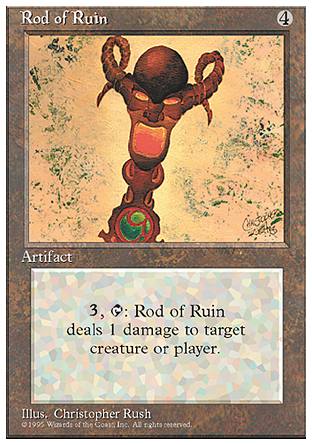 Rod of Ruin 4
Artifact
3, : Rod of Ruin
deals 1 damage to target
creature or player.
Illus. Christopher Rush
© 1995 Wizards of the Coast, Inc. All rights reserved.